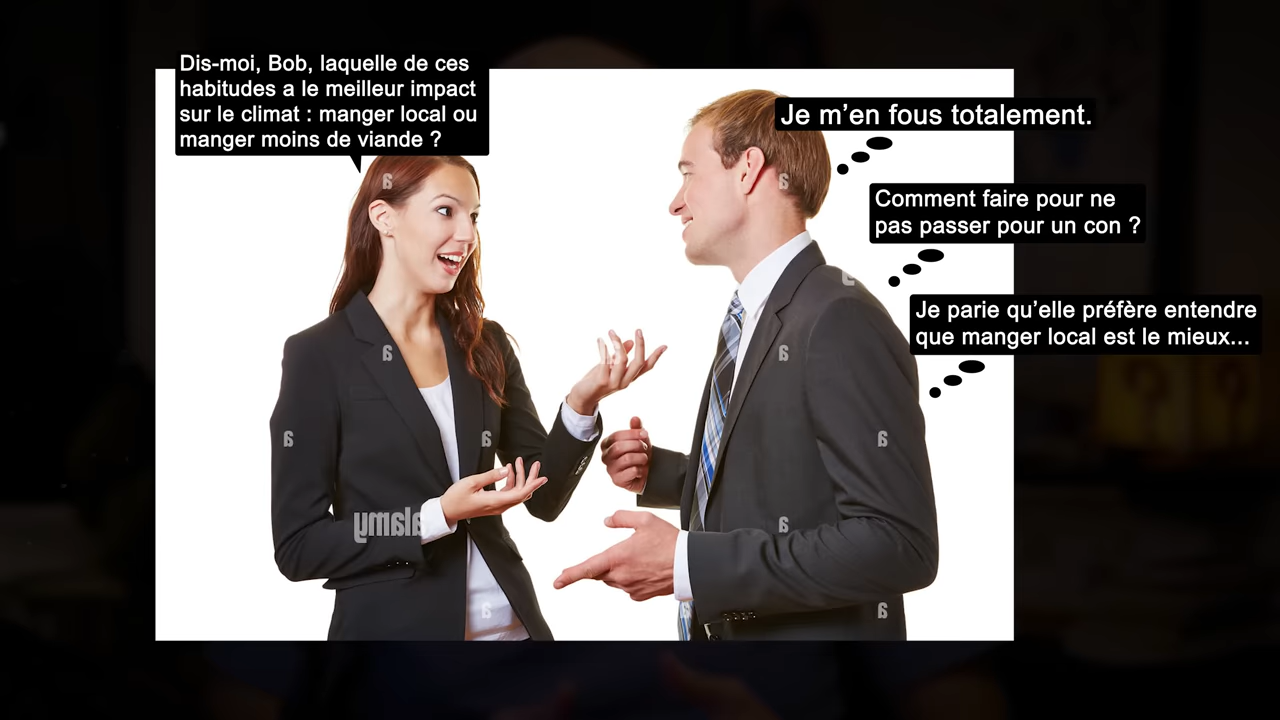 Dis-moi, Bob, laquelle de ces
habitudes a le meilleur impact
sur le climat : manger local ou
manger moins de viande ?
Je m’en fous totalement.
Comment faire pour ne
pas passer pour un con ?
Je parie qu’elle préfère entendre
que manger local est le mieux...
a
a
a
a
a
a
a
a
alamy
a
a
a